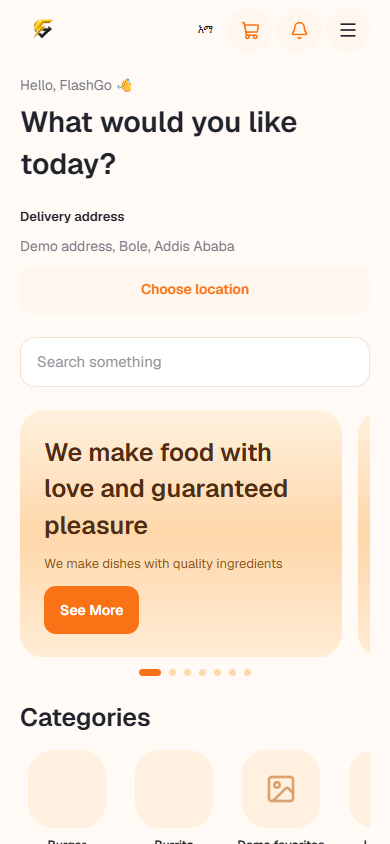 አማ
Hello, FlashGo 👋
What would you like
today?
Delivery address
Demo address, Bole, Addis Ababa
Choose location
Search something
We make food with
love and guaranteed
pleasure
We make dishes with quality ingredients
See More
Categories
Burger
Burrito
Demo favorites